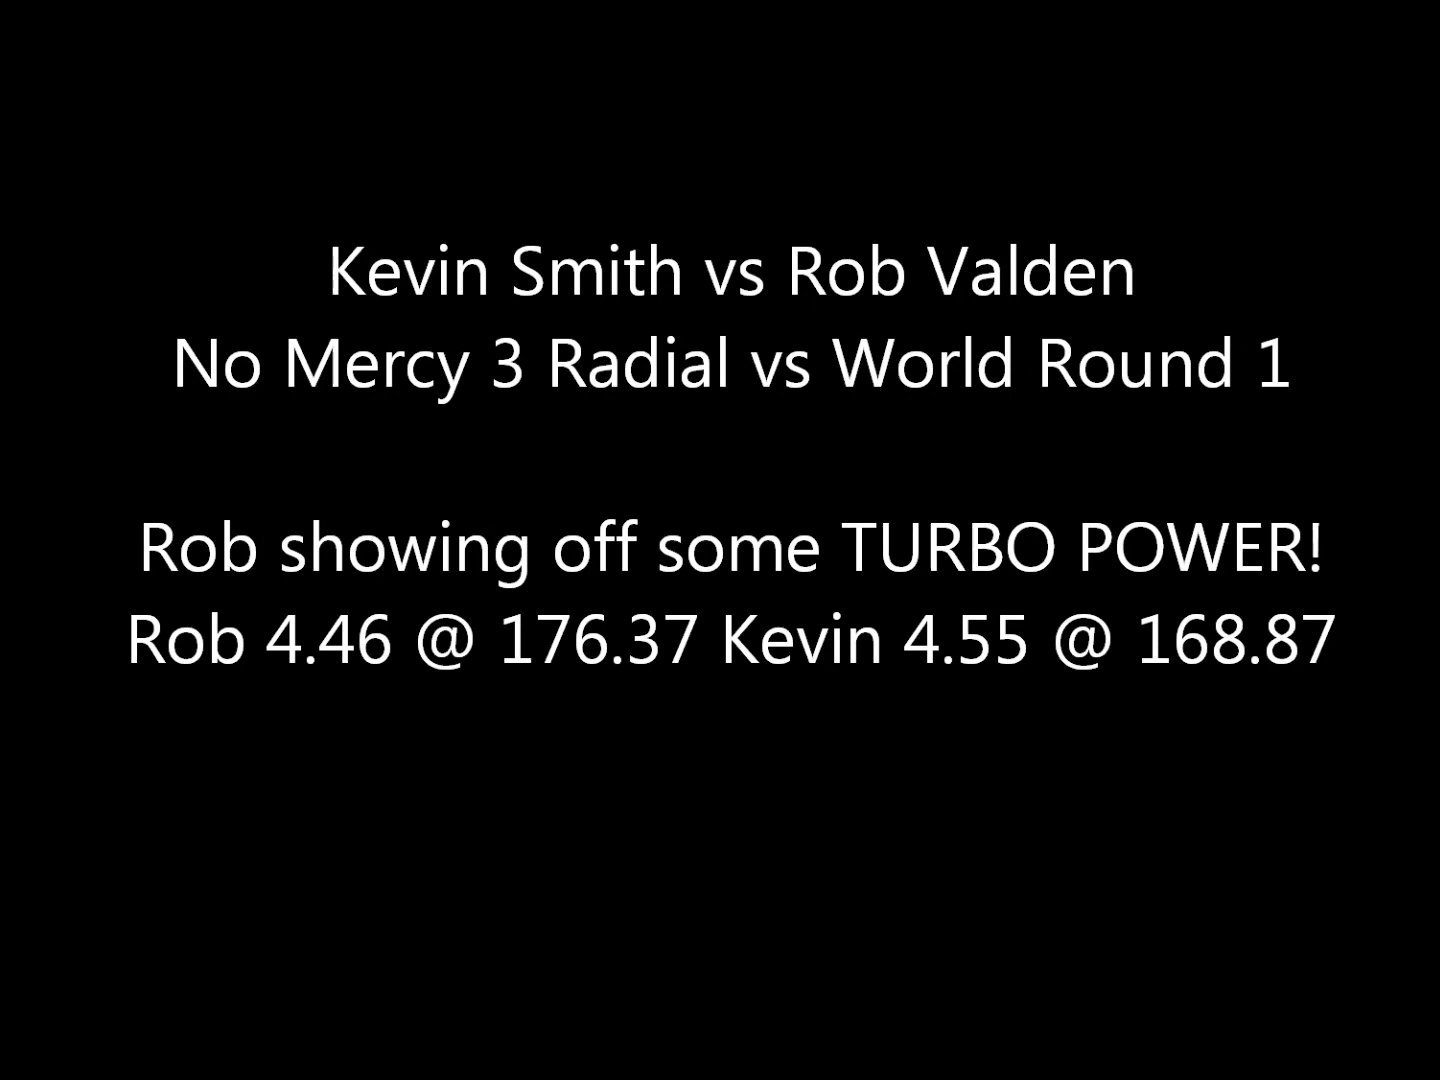 Kevin Smith vs Rob Valden
No Mercy 3 Radial vs World Round 1
Rob showing off some TURBO POWER!
Rob 4.46 @ 176.37 Kevin 4.55 @ 168.87